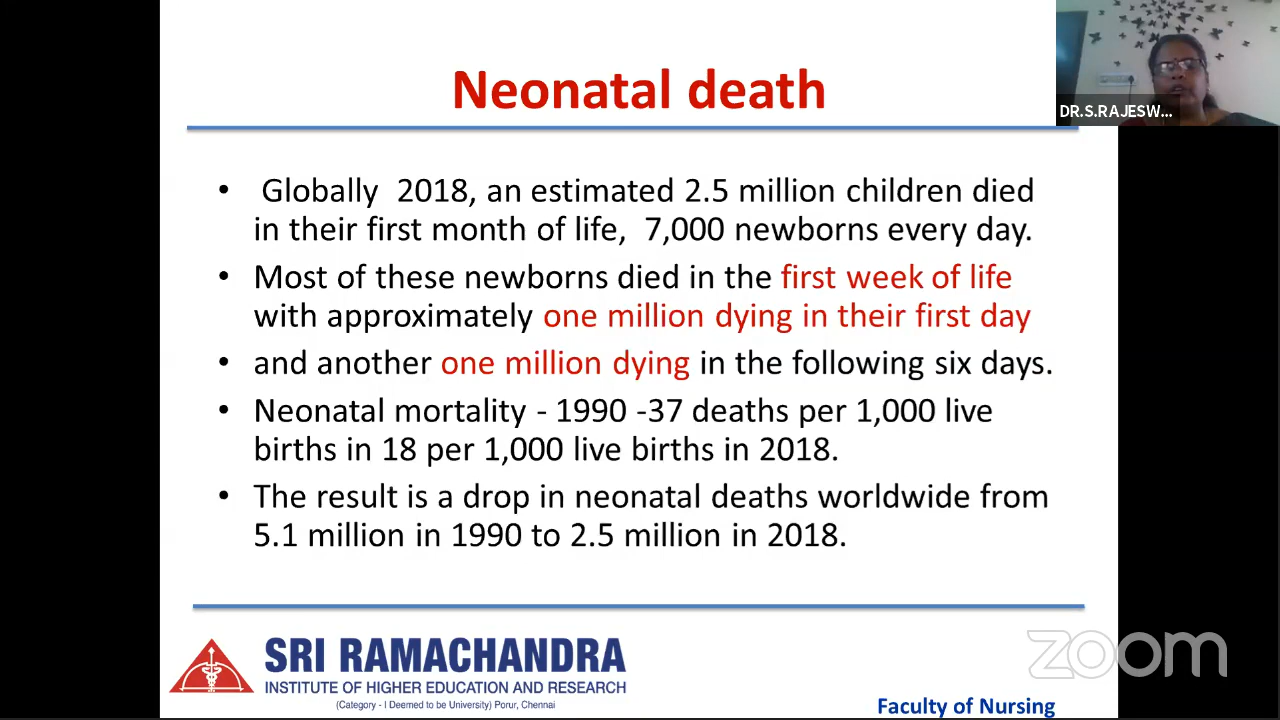 Neonatal death
DR.S.RAJESW...
• Globally 2018, an estimated 2.5 million children died
in their first month of life, 7,000 newborns every day.
• Most of these newborns died in the first week of life
with approximately one million dying in their first day
• and another one million dying in the following six days.
• Neonatal mortality - 1990 -37 deaths per 1,000 live
births in 18 per 1,000 live births in 2018.
• The result is a drop in neonatal deaths worldwide from
5.1 million in 1990 to 2.5 million in 2018.
SRI RAMACHANDRA
INSTITUTE OF HIGHER EDUCATION AND RESEARCH
(Category - I Deemed to be University) Porur, Chennai
zoom
Faculty of Nursing